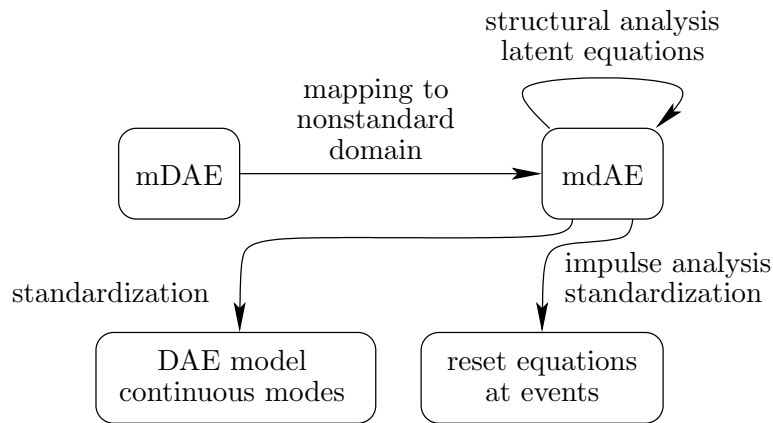 structural analysis
latent equations
mapping to
nonstandard
domain
mDAE
mdAE
standardization
impulse analysis
standardization
DAE model
continuous modes
reset equations
at events